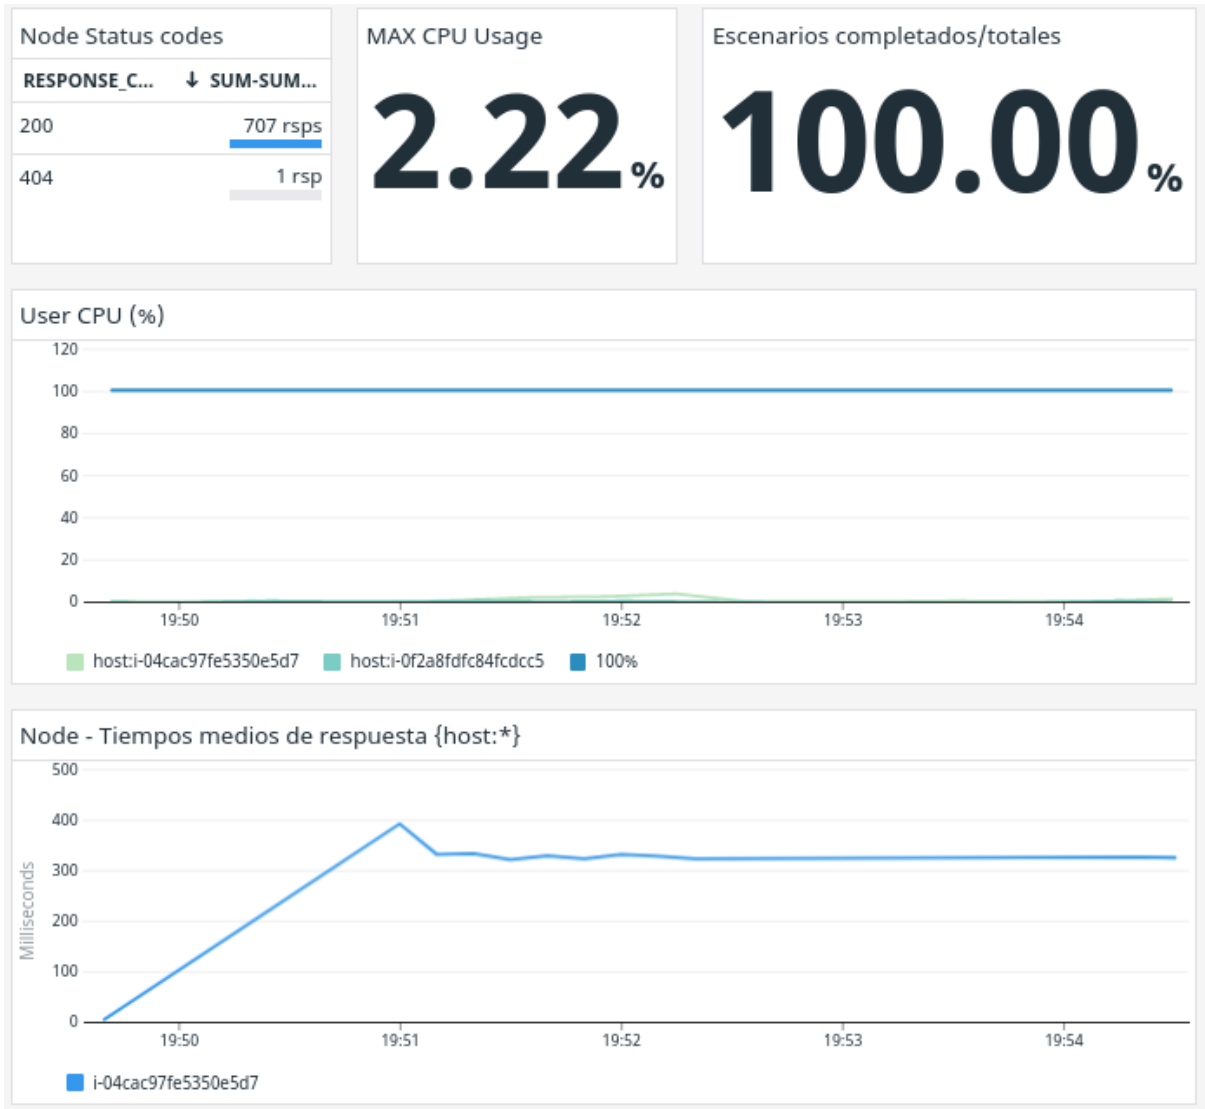 Node Status codes
RESPONSE_C... ↓ SUM-SUM...
200 707 rsps
404 1 rsp
MAX CPU Usage
2.22%
Escenarios completados/totales
100.00%
User CPU (%)
120
100
80
60
40
20
0
19:50 19:51 19:52 19:53 19:54
host:i-04cac97fe5350e5d7 host:i-0f2a8fdfc84fcdcc5 100%
Node - Tiempos medios de respuesta {host:*}
Milliseconds
500
400
300
200
100
0
19:50 19:51 19:52 19:53 19:54
i-04cac97fe5350e5d7